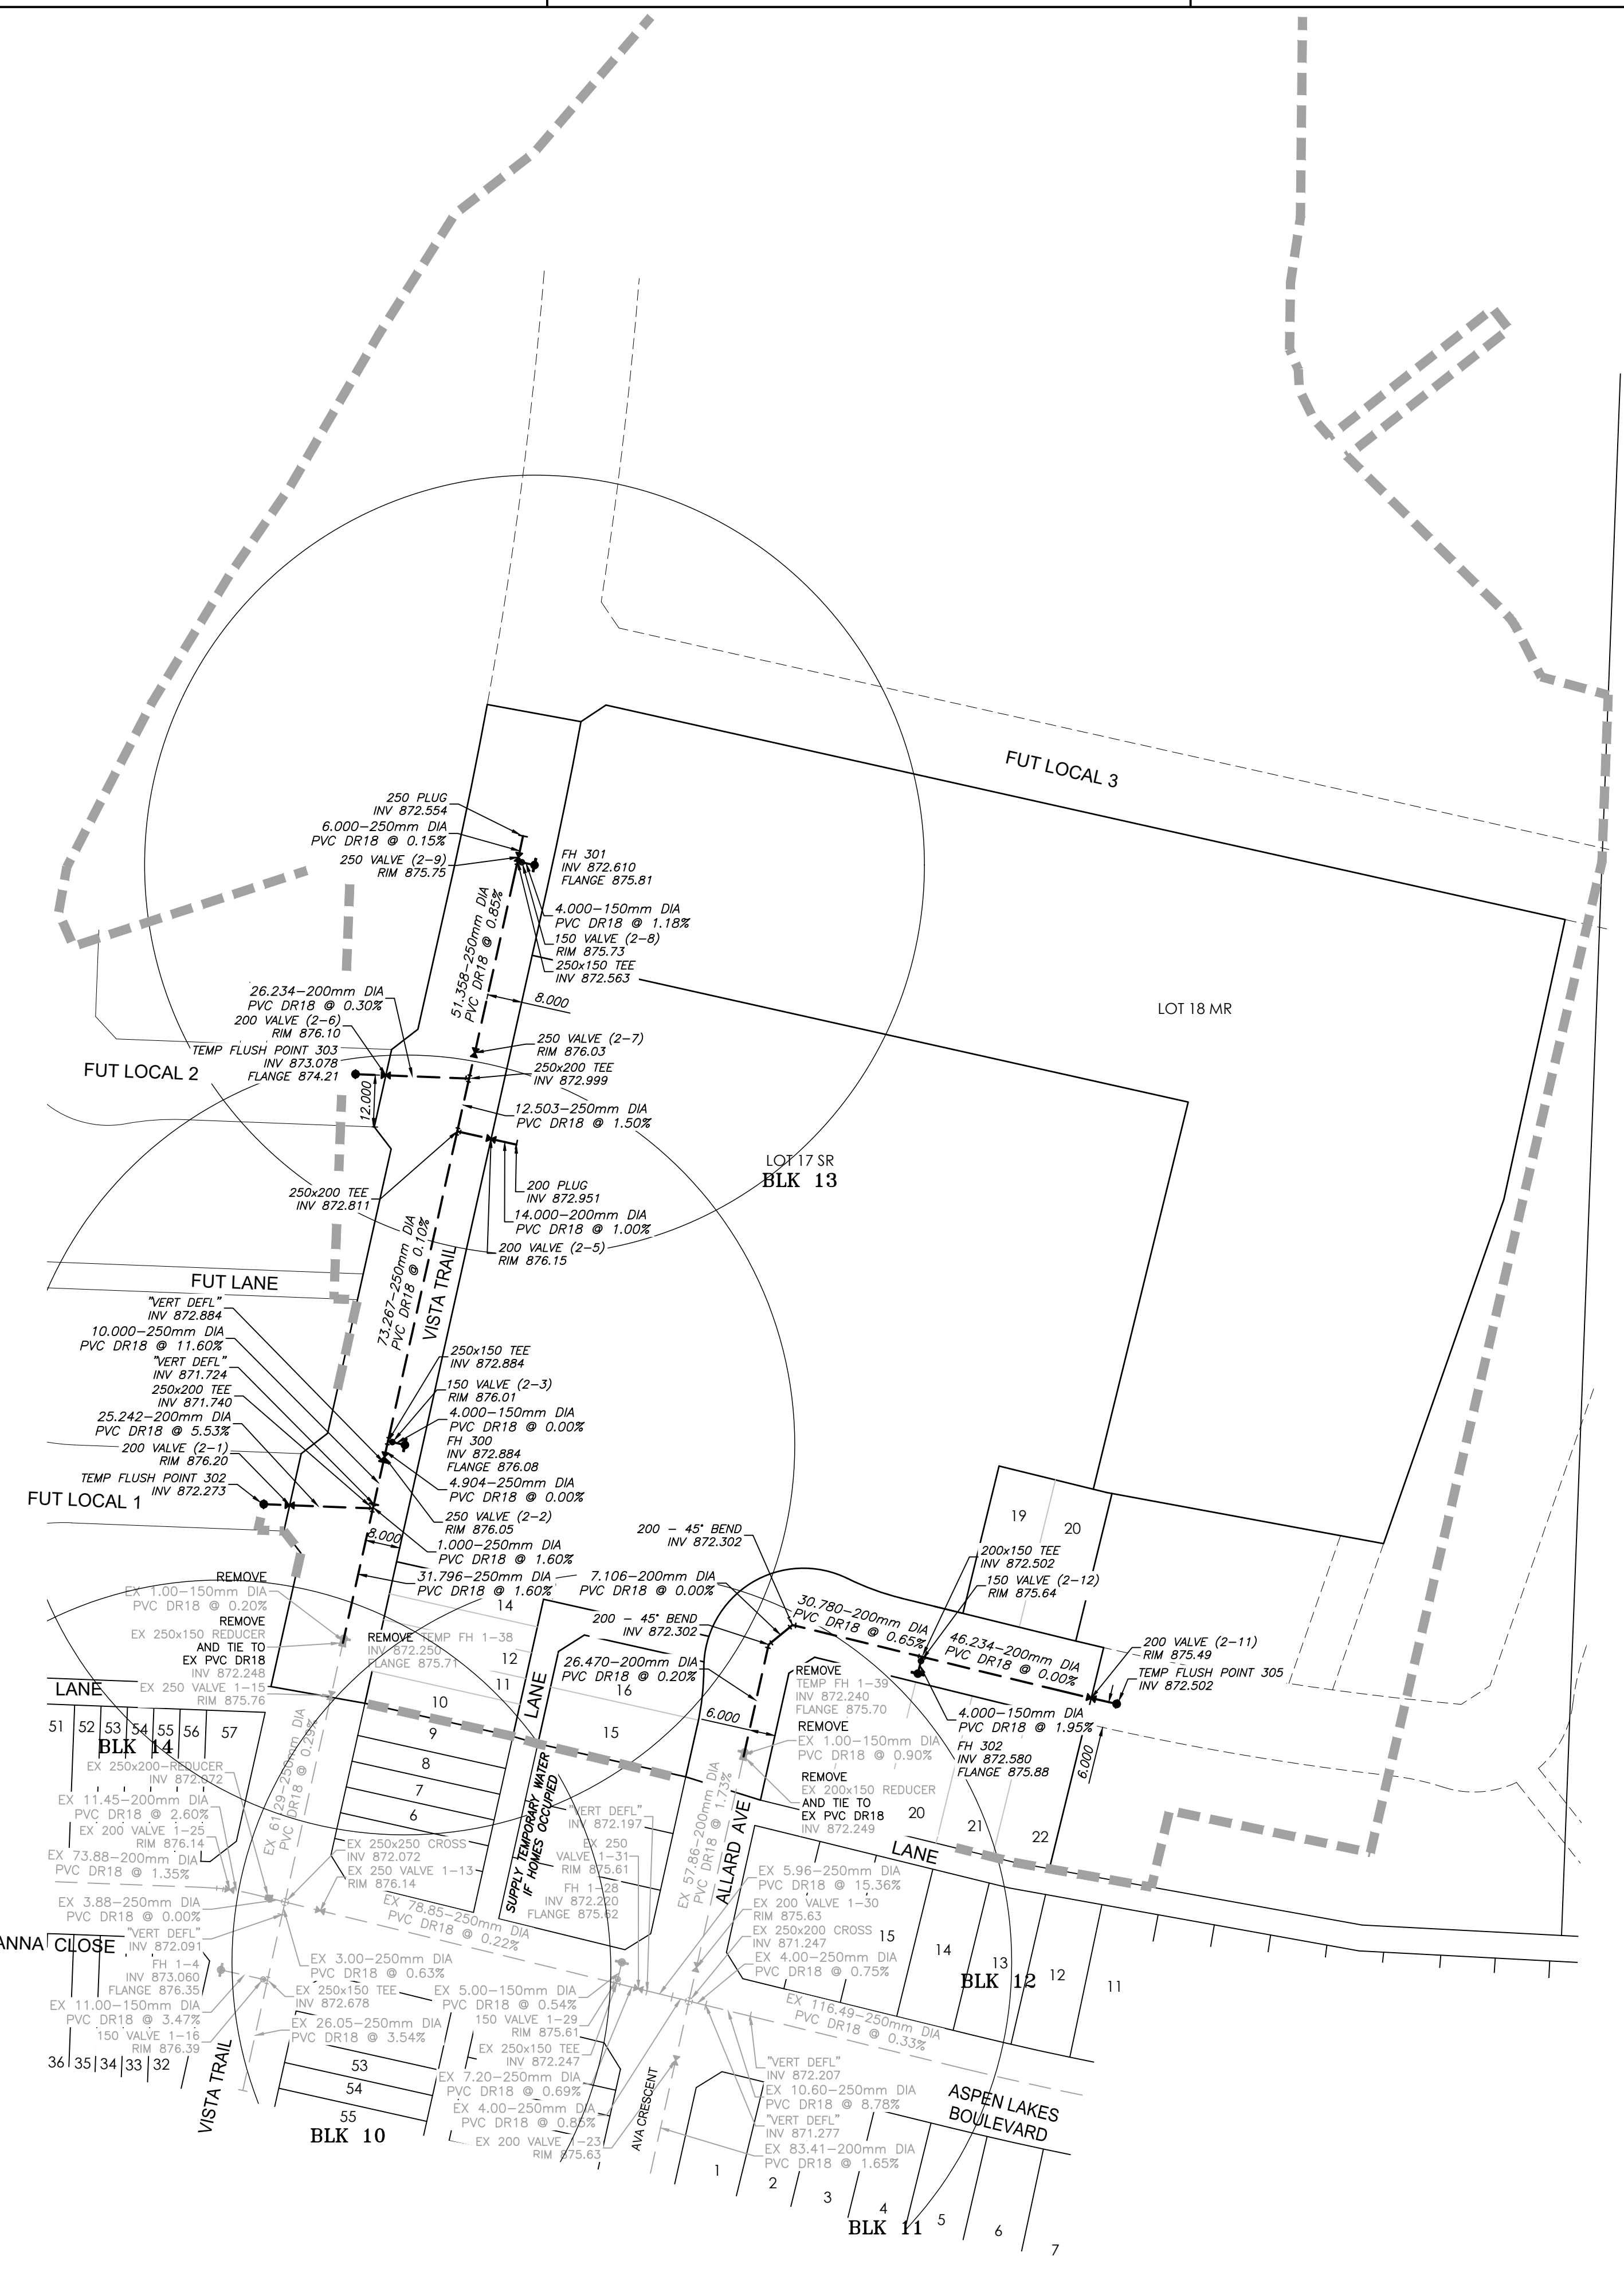 FUT LOCAL 3
250 PLUG
INV 872.554
6.000-250mm DIA
PVC DR18 @ 0.15%
250 VALVE (2-9)
RIM 875.75
FH 301
INV 872.610
FLANGE 875.81
4.000-150mm DIA
PVC DR18 @ 1.18%
150 VALVE (2-8)
RIM 875.73
250x150 TEE
INV 872.563
51.358-250mm DIA
PVC DR18 @ 0.85%
8.000
LOT 18 MR
26.234-200mm DIA
PVC DR18 @ 0.30%
200 VALVE (2-6)
RIM 876.10
TEMP FLUSH POINT 303
INV 873.078
FLANGE 874.21
FUT LOCAL 2
12.000
250 VALVE (2-7)
RIM 876.03
250x200 TEE
INV 872.999
12.503-250mm DIA
PVC DR18 @ 1.50%
LOT 17 SR
BLK 13
250x200 TEE
INV 872.811
200 PLUG
INV 872.951
14.000-200mm DIA
PVC DR18 @ 1.00%
200 VALVE (2-5)
RIM 876.15
73.267-250mm DIA
PVC DR18 @ 0.10%
VISTA TRAIL
FUT LANE
"VERT DEFL"
INV 872.884
10.000-250mm DIA
PVC DR18 @ 11.60%
"VERT DEFL"
INV 871.724
250x200 TEE
INV 871.740
25.242-200mm DIA
PVC DR18 @ 5.53%
200 VALVE (2-1)
RIM 876.20
TEMP FLUSH POINT 302
INV 872.273
FUT LOCAL 1
250x150 TEE
INV 872.884
150 VALVE (2-3)
RIM 876.01
4.000-150mm DIA
PVC DR18 @ 0.00%
FH 300
INV 872.884
FLANGE 876.08
4.904-250mm DIA
PVC DR18 @ 0.00%
250 VALVE (2-2)
RIM 876.05
8.000
1.000-250mm DIA
PVC DR18 @ 1.60%
31.796-250mm DIA
PVC DR18 @ 1.60%
200 - 45° BEND
INV 872.302
7.106-200mm DIA
PVC DR18 @ 0.00%
200 - 45° BEND
INV 872.302
26.470-200mm DIA
PVC DR18 @ 0.20%
30.780-200mm DIA
PVC DR18 @ 0.65%
19
20
200x150 TEE
INV 872.502
150 VALVE (2-12)
RIM 875.64
46.234-200mm DIA
PVC DR18 @ 0.00%
200 VALVE (2-11)
RIM 875.49
TEMP FLUSH POINT 305
INV 872.502
4.000-150mm DIA
PVC DR18 @ 1.95%
FH 302
INV 872.580
FLANGE 875.88
6.000
6.000
REMOVE
EX 1.00-150mm DIA
PVC DR18 @ 0.20%
REMOVE
EX 250x150 REDUCER
AND TIE TO
EX PVC DR18
INV 872.248
EX 250 VALVE 1-15
RIM 875.76
REMOVE TEMP FH 1-38
INV 872.250
FLANGE 875.71
14
12
11
10
9
8
7
6
16
15
LANE
REMOVE
TEMP FH 1-39
INV 872.240
FLANGE 875.70
REMOVE
EX 1.00-150mm DIA
PVC DR18 @ 0.90%
REMOVE
EX 200x150 REDUCER
AND TIE TO
EX PVC DR18
INV 872.249
20
21
22
LANE
LANE
51
52
53
54
55
56
57
BLK 14
EX 250x200-REDUCER
INV 872.072
EX 11.45-200mm DIA
PVC DR18 @ 2.60%
EX 200 VALVE 1-25
RIM 876.14
EX 73.88-200mm DIA
PVC DR18 @ 1.35%
EX 3.88-250mm DIA
PVC DR18 @ 0.00%
"VERT DEFL"
INV 872.091
ANNA CLOSE
FH 1-4
INV 873.060
FLANGE 876.35
EX 11.00-150mm DIA
PVC DR18 @ 3.47%
150 VALVE 1-16
RIM 876.39
36
35
34
33
32
VISTA TRAIL
EX 61.29-250mm DIA
PVC DR18 @ 0.29%
EX 250x250 CROSS
INV 872.072
EX 250 VALVE 1-13
RIM 876.14
EX 78.85-250mm DIA
PVC DR18 @ 0.22%
EX 3.00-250mm DIA
PVC DR18 @ 0.63%
EX 250x150 TEE
INV 872.678
EX 26.05-250mm DIA
PVC DR18 @ 3.54%
53
54
55
BLK 10
SUPPLY TEMPORARY WATER
IF HOMES OCCUPIED
"VERT DEFL"
INV 872.197
EX 250
VALVE 1-31
RIM 875.61
FH 1-28
INV 872.220
FLANGE 875.62
EX 57.86-200mm DIA
PVC DR18 @ 1.73%
ALLARD AVE
EX 5.96-250mm DIA
PVC DR18 @ 15.36%
EX 200 VALVE 1-30
RIM 875.63
EX 250x200 CROSS
INV 871.247
EX 4.00-250mm DIA
PVC DR18 @ 0.75%
15
14
13
12
11
BLK 12
EX 116.49-250mm DIA
PVC DR18 @ 0.33%
EX 5.00-150mm DIA
PVC DR18 @ 0.54%
150 VALVE 1-29
RIM 875.61
EX 250x150 TEE
INV 872.247
EX 7.20-250mm DIA
PVC DR18 @ 0.69%
EX 4.00-250mm DIA
PVC DR18 @ 0.85%
EX 200 VALVE 1-23
RIM 875.63
AVA CRESCENT
"VERT DEFL"
INV 872.207
EX 10.60-250mm DIA
PVC DR18 @ 8.78%
"VERT DEFL"
INV 871.277
EX 83.41-200mm DIA
PVC DR18 @ 1.65%
ASPEN LAKES
BOULEVARD
1
2
3
4
5
6
7
BLK 11